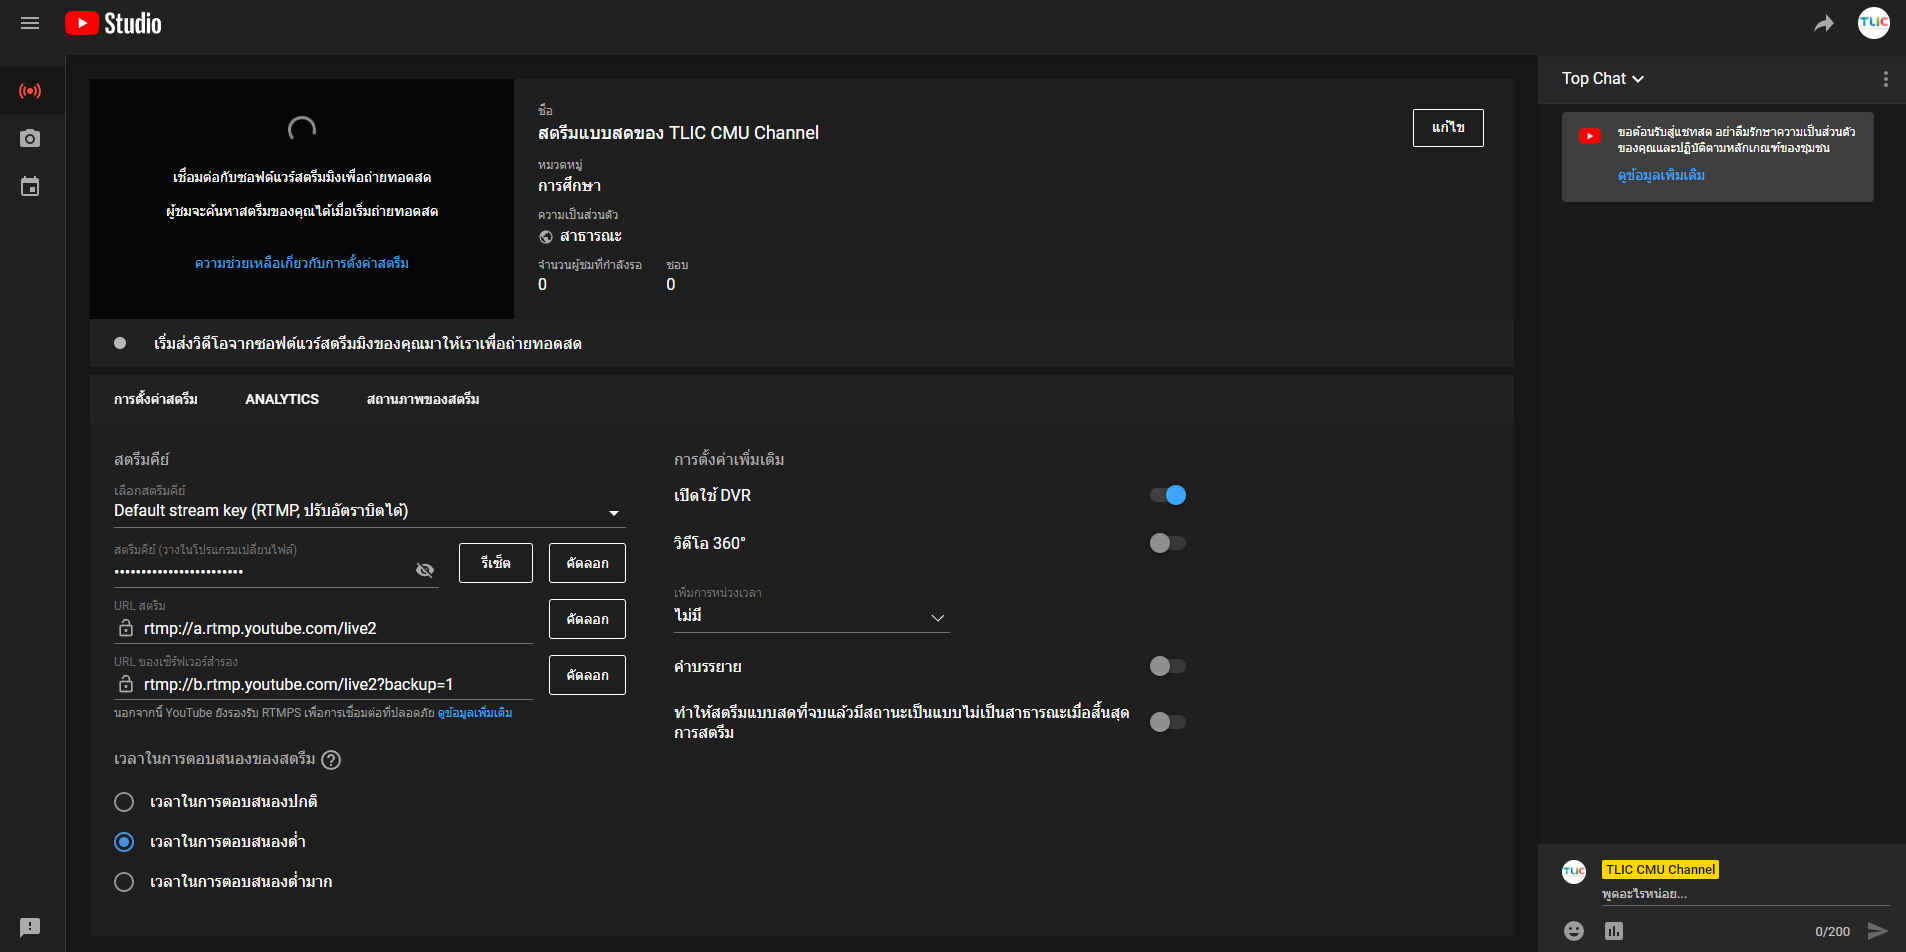 Studio
TLIC
เชื่อมต่อกับซอฟต์แวร์สตรีมมิงเพื่อถ่ายทอดสด
ผู้ชมจะค้นหาสตรีมของคุณได้เมื่อเริ่มถ่ายทอดสด
ความช่วยเหลือเกี่ยวกับการตั้งค่าสตรีม
ชื่อ
สตรีมแบบสดของ TLIC CMU Channel
แก้ไข
หมวดหมู่
การศึกษา
ความเป็นส่วนตัว
สาธารณะ
จำนวนผู้ชมที่กำลังรอ ชอบ
0 0
เริ่มส่งวิดีโอจากซอฟต์แวร์สตรีมมิงของคุณมาให้เราเพื่อถ่ายทอดสด
การตั้งค่าสตรีม ANALYTICS สถานภาพของสตรีม
สตรีมคีย์
เลือกสตรีมคีย์
Default stream key (RTMP, ปรับอัตราบิตได้)
สตรีมคีย์ (วางในโปรแกรมเปลี่ยนไฟล์)
••••••••••••••••••••••••
รีเซ็ต คัดลอก
URL สตรีม
rtmp://a.rtmp.youtube.com/live2
คัดลอก
URL ของเซิร์ฟเวอร์สำรอง
rtmp://b.rtmp.youtube.com/live2?backup=1
คัดลอก
นอกจากนี้ YouTube ยังรองรับ RTMPS เพื่อการเชื่อมต่อที่ปลอดภัย ดูข้อมูลเพิ่มเติม
เวลาในการตอบสนองของสตรีม ?
เวลาในการตอบสนองปกติ
เวลาในการตอบสนองต่ำ
เวลาในการตอบสนองต่ำมาก
การตั้งค่าเพิ่มเติม
เปิดใช้ DVR
วิดีโอ 360°
เพิ่มการหน่วงเวลา
ไม่มี
คำบรรยาย
ทำให้สตรีมแบบสดที่จบแล้วมีสถานะเป็นแบบไม่เป็นสาธารณะเมื่อสิ้นสุด
การสตรีม
Top Chat
ขอต้อนรับสู่แชทสด อย่าลืมรักษาความเป็นส่วนตัว
ของคุณและปฏิบัติตามหลักเกณฑ์ของชุมชน
ดูข้อมูลเพิ่มเติม
TLIC
TLIC CMU Channel
พูดอะไรหน่อย...
0/200